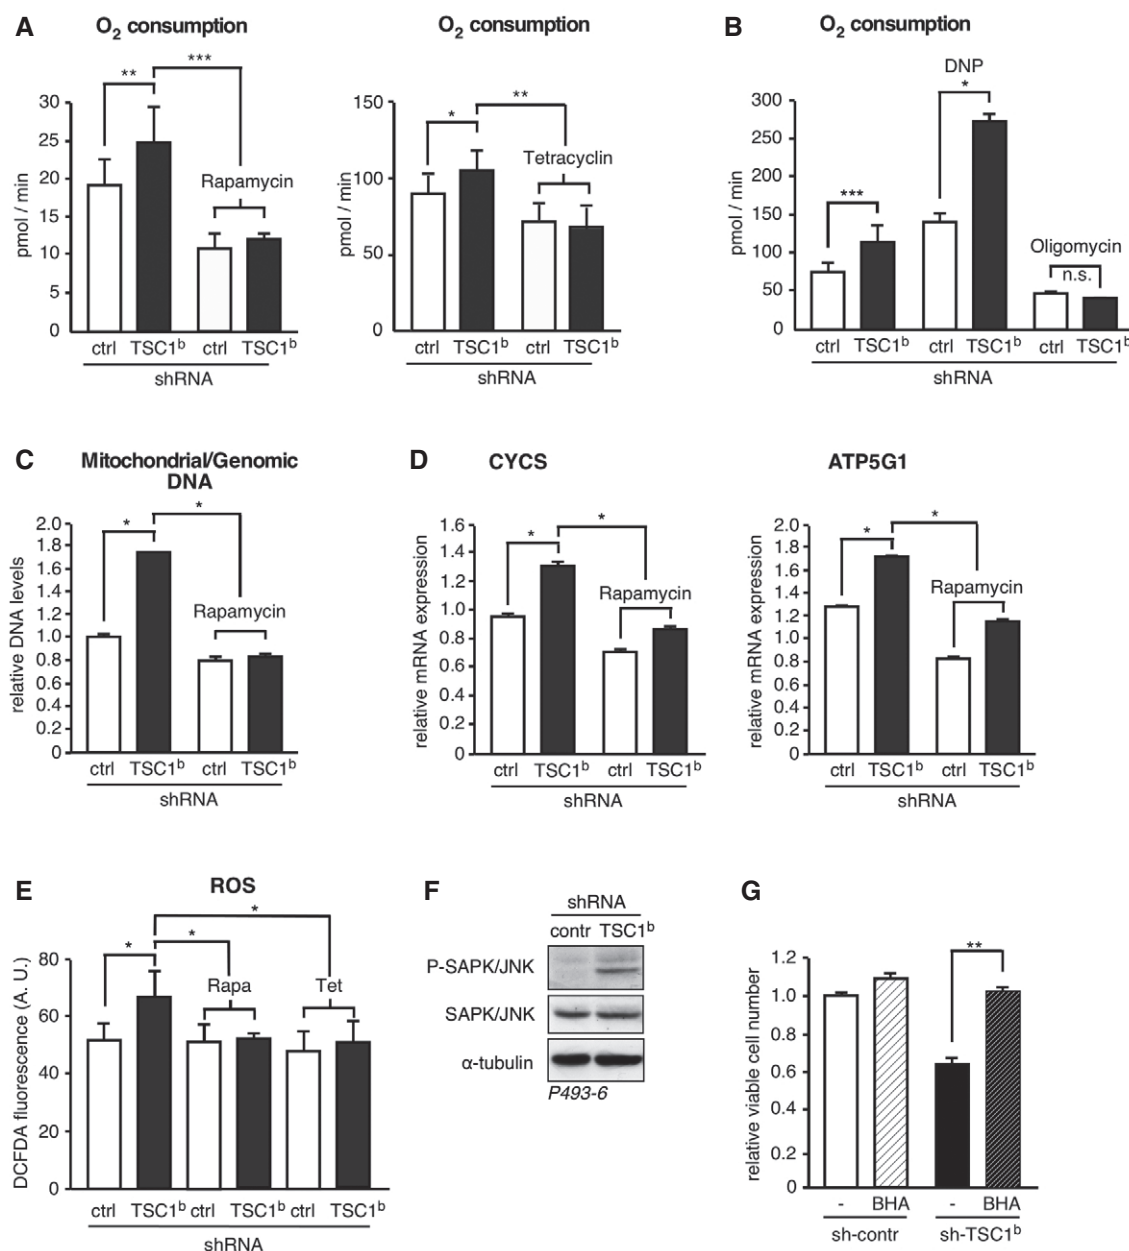 A
O2 consumption
pmol / min
30
25
20
15
10
5
0
**
***
Rapamycin
ctrl TSC1b ctrl TSC1b
shRNA
O2 consumption
pmol / min
150
100
50
0
*
**
Tetracyclin
ctrl TSC1b ctrl TSC1b
shRNA
B
O2 consumption
pmol / min
300
250
200
150
100
50
0
***
DNP
*
Oligomycin
n.s.
ctrl TSC1b ctrl TSC1b ctrl TSC1b
shRNA
C
Mitochondrial/Genomic
DNA
relative DNA levels
2.0
1.8
1.6
1.4
1.2
1.0
0.8
0.6
0.4
0.2
0
*
*
Rapamycin
ctrl TSC1b ctrl TSC1b
shRNA
D
CYCS
relative mRNA expression
1.6
1.4
1.2
1.0
0.8
0.6
0.4
0.2
0
*
*
Rapamycin
ctrl TSC1b ctrl TSC1b
shRNA
ATP5G1
relative mRNA expression
2.0
1.8
1.6
1.4
1.2
1.0
0.8
0.6
0.4
0.2
0
*
*
Rapamycin
ctrl TSC1b ctrl TSC1b
shRNA
E
ROS
DCFDA fluorescence (A. U.)
80
60
40
20
0
*
*
*
Rapa
Tet
ctrl TSC1b ctrl TSC1b ctrl TSC1b
shRNA
F
shRNA
contr TSC1b
P-SAPK/JNK
SAPK/JNK
α-tubulin
P493-6
G
relative viable cell number
1.2
1.0
0.8
0.6
0.4
0.2
0
**
- BHA - BHA
sh-contr sh-TSC1b